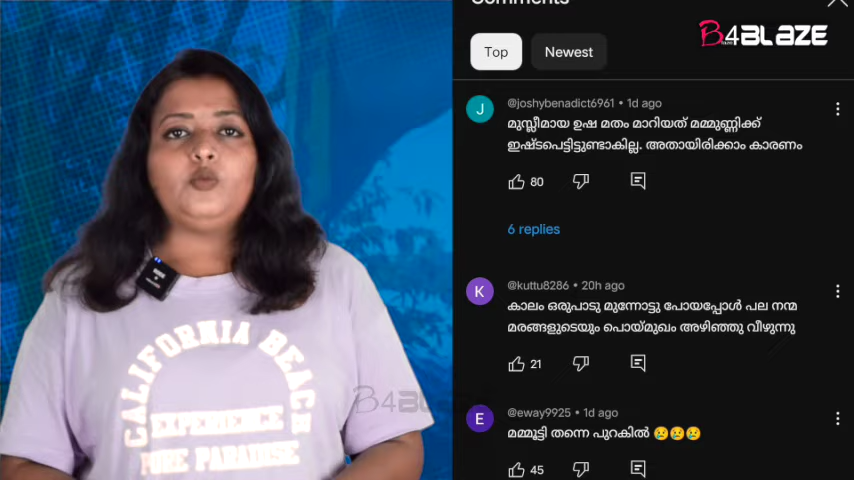 Comments
B4BLAZE
Top
Newest
@joshybenadict6961 • 1d ago
മുസ്ലീമായ ഉഷ മതം മാറിയത് മമ്മുണ്ണിക്ക്
ഇഷ്ടപെട്ടിട്ടുണ്ടാകില്ല. അതായിരിക്കാം കാരണം
80
6 replies
@kuttu8286 • 20h ago
കാലം ഒരുപാടു മുന്നോട്ടു പോയപ്പോൾ പല നന്മ
മരങ്ങളുടെയും പൊയ്മുഖം അഴിഞ്ഞു വീഴുന്നു
21
@eway9925 • 1d ago
മമ്മൂട്ടി തന്നെ പുറകിൽ 😢😢😢
45
J
K
E
CALIFORNIA BEACH
EXPERIENCE
PURE PARADISE
B4BLAZE